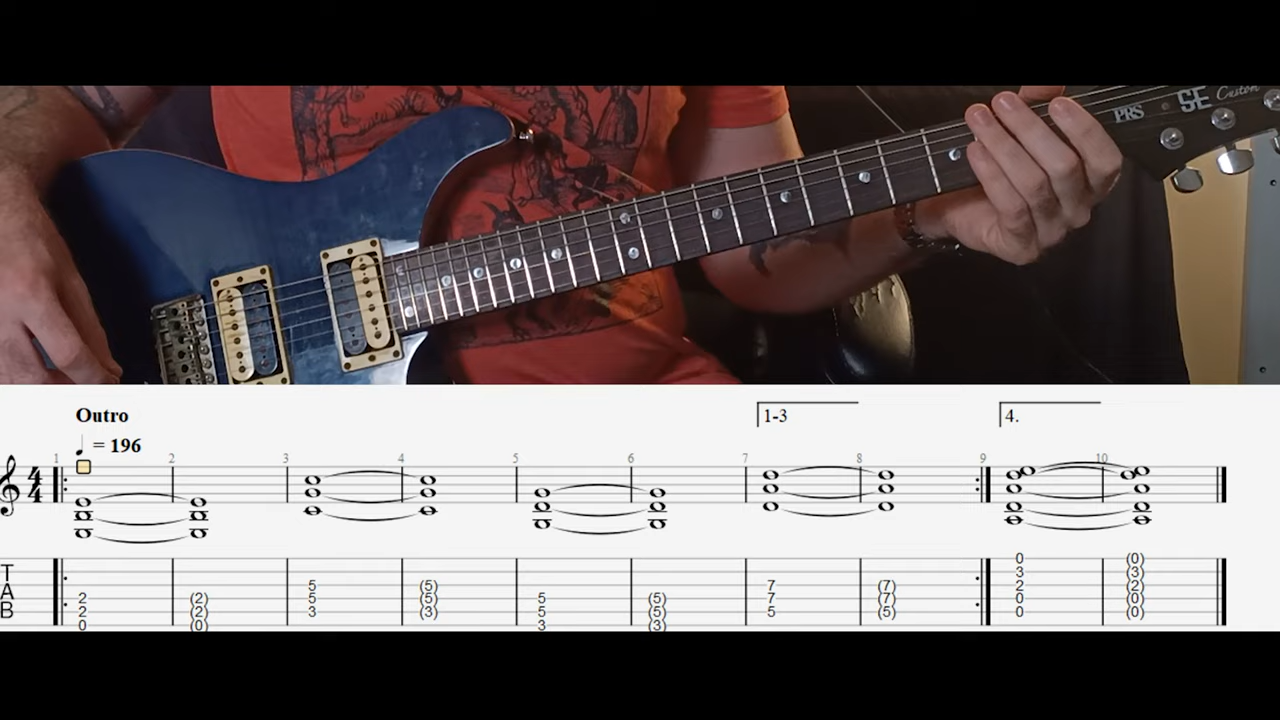 PRS SE Custom
Outro
= 196
1-3
4.
1 2 3 4 5 6 7 8 9 10
4
4
T
A
B
0 (0)
3 (3)
5 (5) 7 (7) 2 (2)
2 (2) 5 (5) 5 (5) 7 (7) 0 (0)
2 (2) 3 (3) 5 (5) 5 (5) 0 (0)
0 (0) 3 (3)